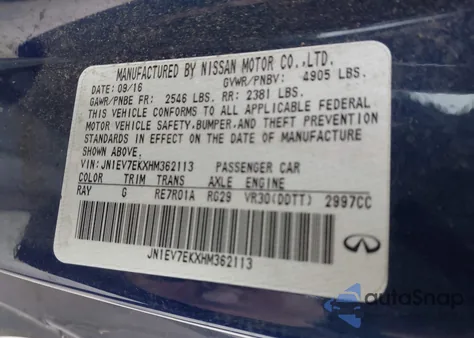 MANUFACTURED BY NISSAN MOTOR CO., LTD.
DATE: 09/16 GVWR/PNBV: 4905 LBS.
GAWR/PNBE FR: 2546 LBS. RR: 2381 LBS.
THIS VEHICLE CONFORMS TO ALL APPLICABLE FEDERAL
MOTOR VEHICLE SAFETY, BUMPER, AND THEFT PREVENTION
STANDARDS IN EFFECT ON THE DATE OF MANUFACTURE
SHOWN ABOVE.
VIN: JN1EV7EKXHM362113 PASSENGER CAR
COLOR TRIM TRANS AXLE ENGINE
RAY G RE7R01A RG29 VR30(DDTT) 2997CC
JN1EV7EKXHM362113
autoSnap